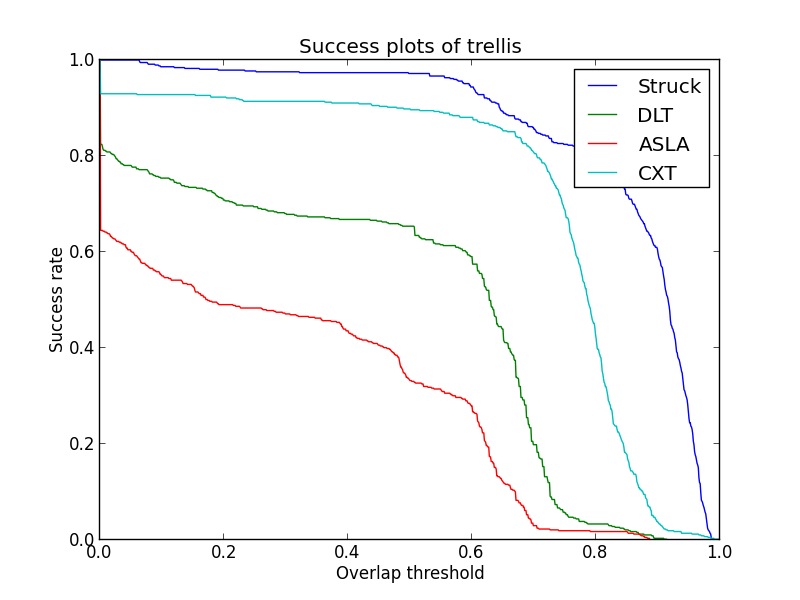 Success plots of trellis
Success rate
1.0
0.8
0.6
0.4
0.2
0.0
Struck
DLT
ASLA
CXT
0.0 0.2 0.4 0.6 0.8 1.0
Overlap threshold